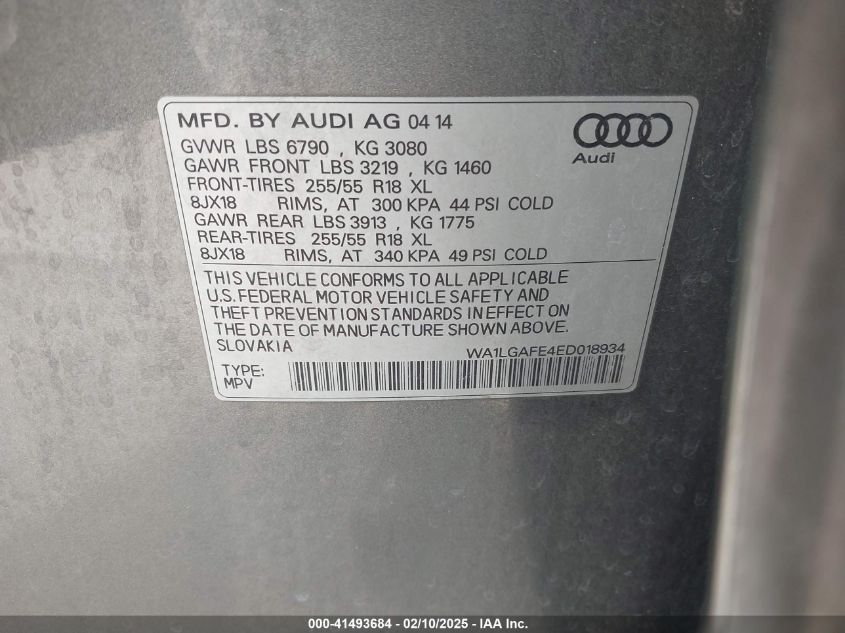 MFD. BY AUDI AG 04 14
Audi
GVWR LBS 6790 , KG 3080
GAWR FRONT LBS 3219 , KG 1460
FRONT-TIRES 255/55 R18 XL
8JX18 RIMS, AT 300 KPA 44 PSI COLD
GAWR REAR LBS 3913 , KG 1775
REAR-TIRES 255/55 R18 XL
8JX18 RIMS, AT 340 KPA 49 PSI COLD
THIS VEHICLE CONFORMS TO ALL APPLICABLE
U.S. FEDERAL MOTOR VEHICLE SAFETY AND
THEFT PREVENTION STANDARDS IN EFFECT ON
THE DATE OF MANUFACTURE SHOWN ABOVE.
SLOVAKIA
WA1LGAFE4ED018934
TYPE:
MPV
000-41493684 - 02/10/2025 - IAA Inc.